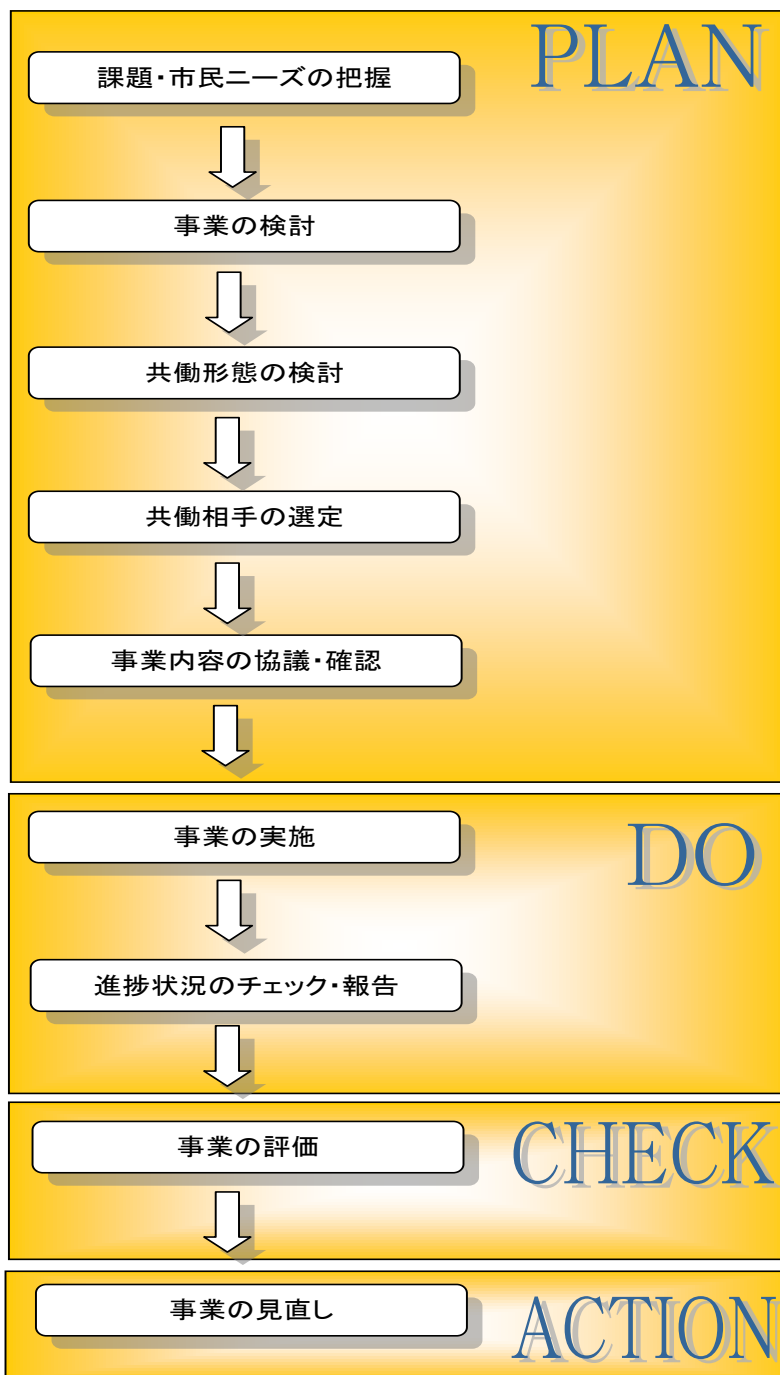 PLAN
課題・市民ニーズの把握
事業の検討
共働形態の検討
共働相手の選定
事業内容の協議・確認
DO
事業の実施
進捗状況のチェック・報告
CHECK
事業の評価
ACTION
事業の見直し